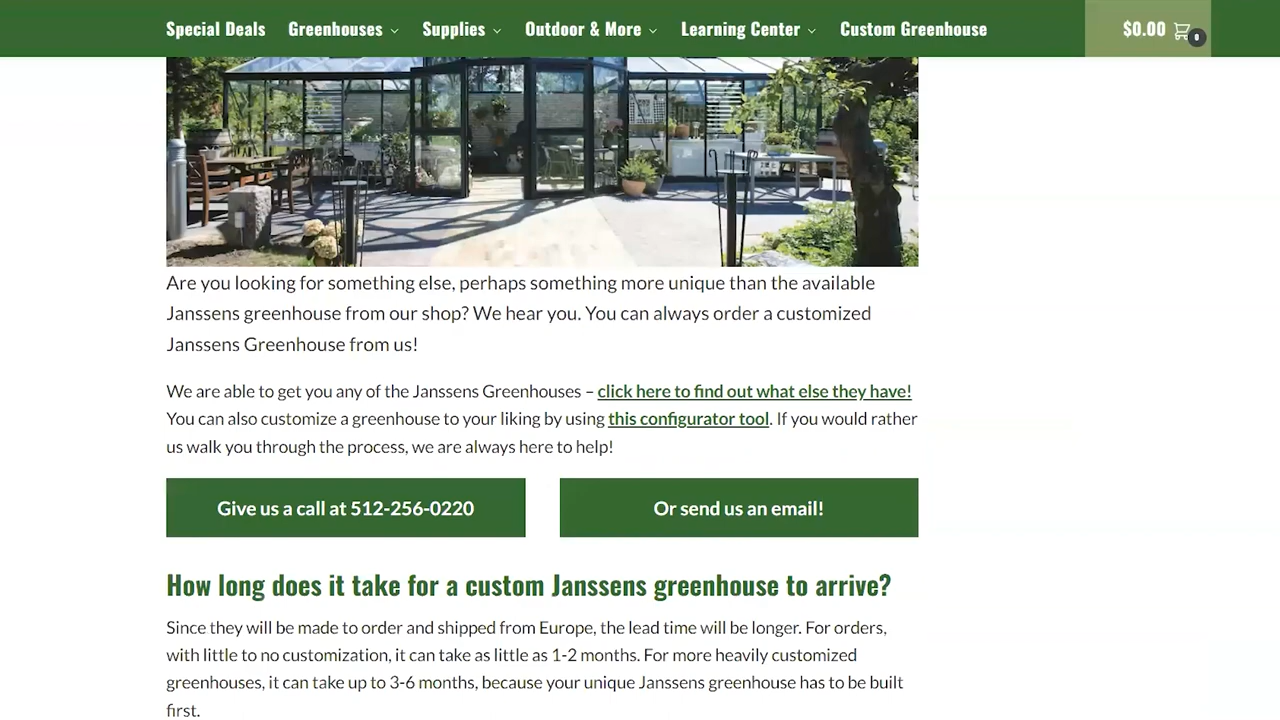 Special Deals Greenhouses Supplies Outdoor & More Learning Center Custom Greenhouse $0.00 0
Are you looking for something else, perhaps something more unique than the available
Janssens greenhouse from our shop? We hear you. You can always order a customized
Janssens Greenhouse from us!
We are able to get you any of the Janssens Greenhouses – click here to find out what else they have!
You can also customize a greenhouse to your liking by using this configurator tool. If you would rather
us walk you through the process, we are always here to help!
Give us a call at 512-256-0220 Or send us an email!
How long does it take for a custom Janssens greenhouse to arrive?
Since they will be made to order and shipped from Europe, the lead time will be longer. For orders,
with little to no customization, it can take as little as 1-2 months. For more heavily customized
greenhouses, it can take up to 3-6 months, because your unique Janssens greenhouse has to be built
first.